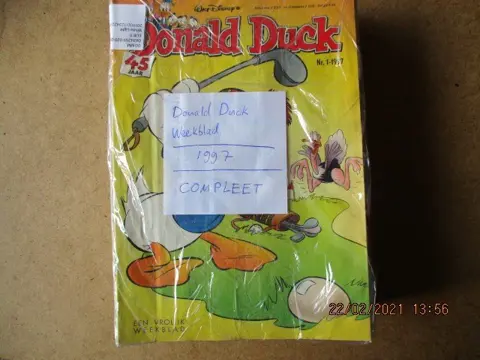 Walt Disney's
Donald Duck
45
JAAR
Nr. 1-1997
Donald Duck
Weekblad
1997
COMPLEET
EEN VROLIJK
WEEKBLAD
22/02/2021 13:56